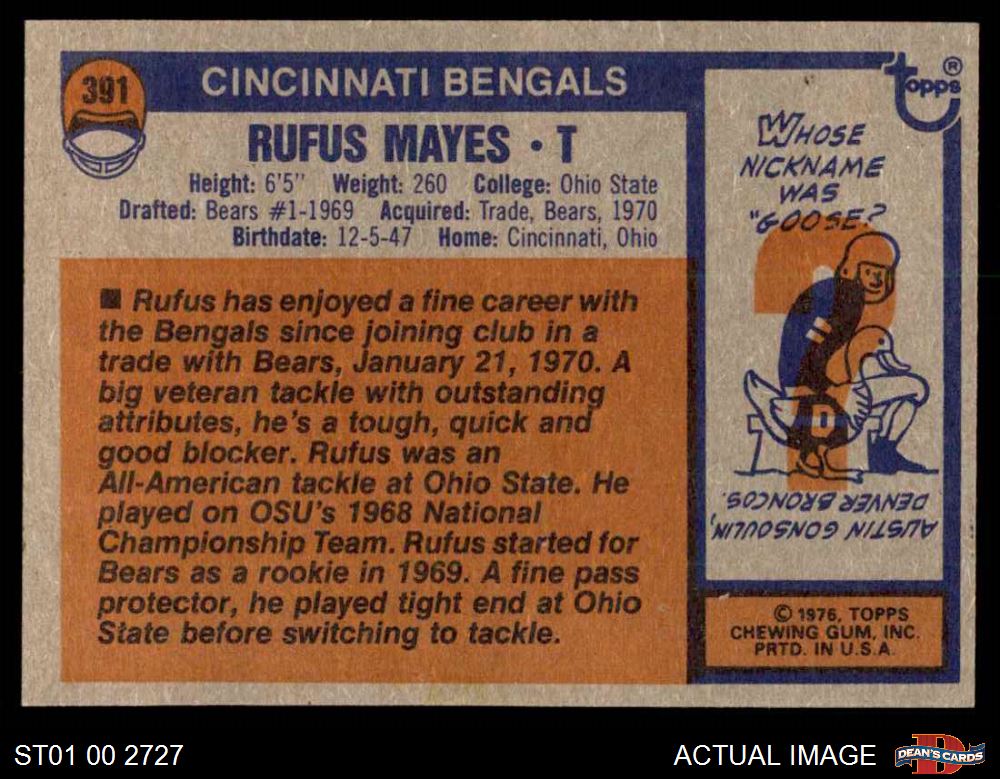 391
CINCINNATI BENGALS
RUFUS MAYES • T
Height: 6'5" Weight: 260 College: Ohio State
Drafted: Bears #1-1969 Acquired: Trade, Bears, 1970
Birthdate: 12-5-47 Home: Cincinnati, Ohio
■ Rufus has enjoyed a fine career with
the Bengals since joining club in a
trade with Bears, January 21, 1970. A
big veteran tackle with outstanding
attributes, he's a tough, quick and
good blocker. Rufus was an
All-American tackle at Ohio State. He
played on OSU's 1968 National
Championship Team. Rufus started for
Bears as a rookie in 1969. A fine pass
protector, he played tight end at Ohio
State before switching to tackle.
Topps®
WHOSE
NICKNAME
WAS
"GOOSE?
D
AUSTIN GONSOULIN,
DENVER BRONCOS.
© 1976, TOPPS
CHEWING GUM, INC.
PRTD. IN U.S.A.
ST01 00 2727
ACTUAL IMAGE
D
DEAN'S CARDS